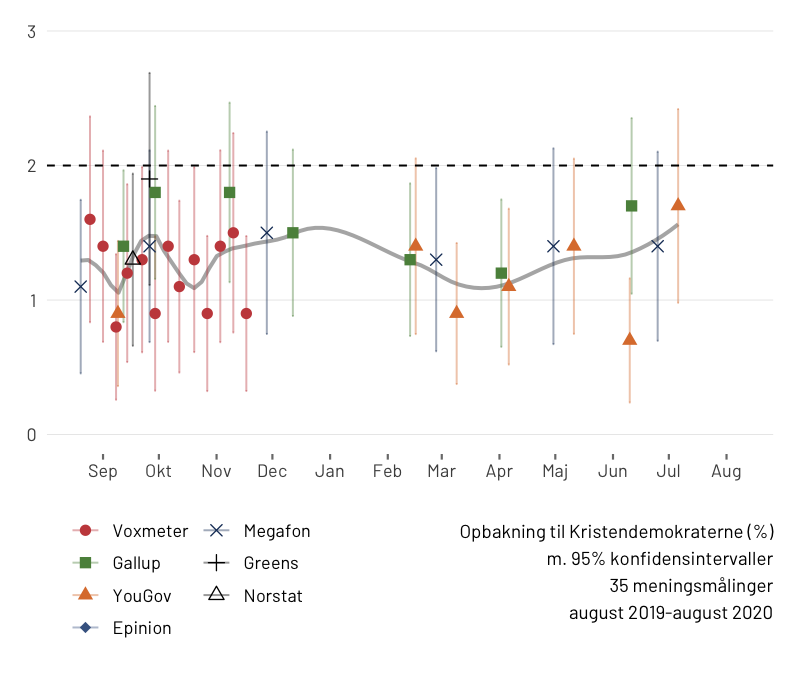 3
2
1
0
Sep Okt Nov Dec Jan Feb Mar Apr Maj Jun Jul Aug
Voxmeter Megafon
Gallup Greens
YouGov Norstat
Epinion
Opbakning til Kristendemokraterne (%)
m. 95% konfidensintervaller
35 meningsmålinger
august 2019-august 2020